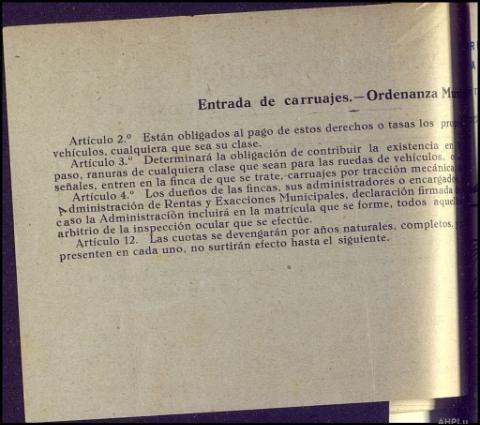 Entrada de carruajes.—Ordenanza
Artículo 2.º Están obligados al pago de estos derechos o tasas los
vehículos, cualquiera que sea su clase.
Artículo 3.º Determinará la obligación de contribuir la existencia en
paso, ranuras de cualquiera clase que sean para las ruedas de vehículos, o
señales, entren en la finca de que se trate, carruajes por tracción mecánica
Artículo 4.º Los dueños de las fincas, sus administradores o encargados
Administración de Rentas y Exacciones Municipales, declaración firmada
caso la Administración incluirá en la matrícula que se forme, todos
arbitrio de la inspección ocular que se efectúe.
Artículo 12. Las cuotas se devengarán por años naturales, completos,
presenten en cada uno, no surtirán efecto hasta el siguiente.
AHPLu